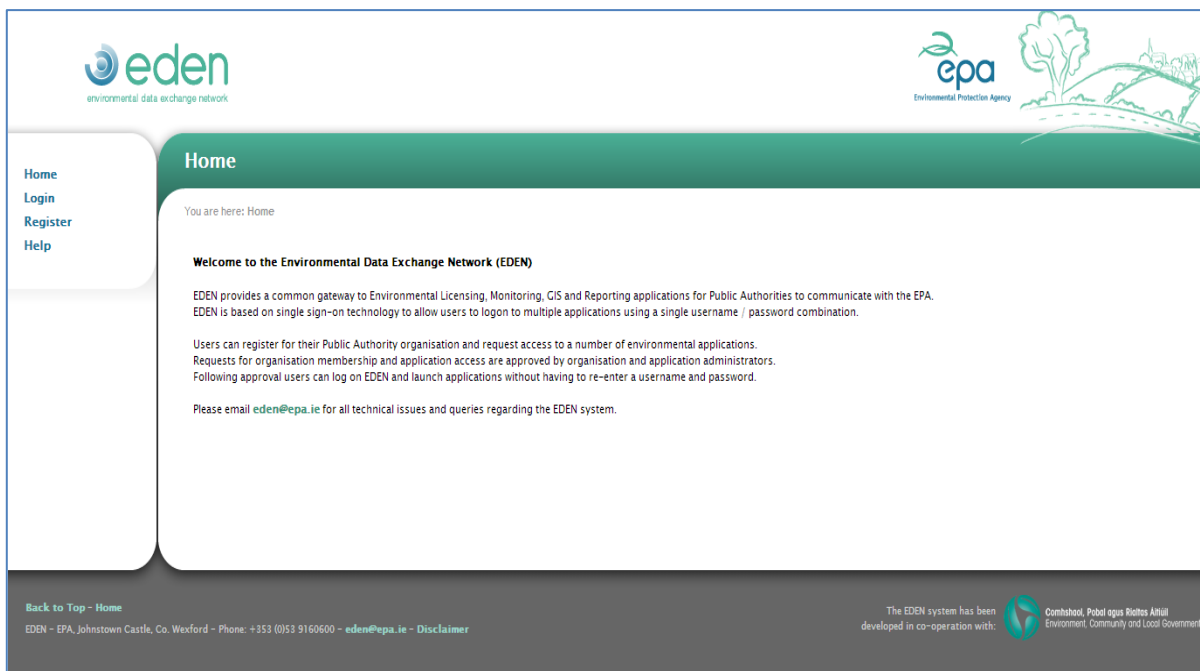 eden
environmental data exchange network
epa
Environmental Protection Agency
Home
Login
Register
Help
Home
You are here: Home
Welcome to the Environmental Data Exchange Network (EDEN)
EDEN provides a common gateway to Environmental Licensing, Monitoring, GIS and Reporting applications for Public Authorities to communicate with the EPA.
EDEN is based on single sign-on technology to allow users to logon to multiple applications using a single username / password combination.
Users can register for their Public Authority organisation and request access to a number of environmental applications.
Requests for organisation membership and application access are approved by organisation and application administrators.
Following approval users can log on EDEN and launch applications without having to re-enter a username and password.
Please email eden@epa.ie for all technical issues and queries regarding the EDEN system.
Back to Top - Home
EDEN - EPA, Johnstown Castle, Co. Wexford - Phone: +353 (0)53 9160600 - eden@epa.ie - Disclaimer
The EDEN system has been
developed in co-operation with:
Comhshaol, Pobal agus Rialtas Áitiúil
Environment, Community and Local Government